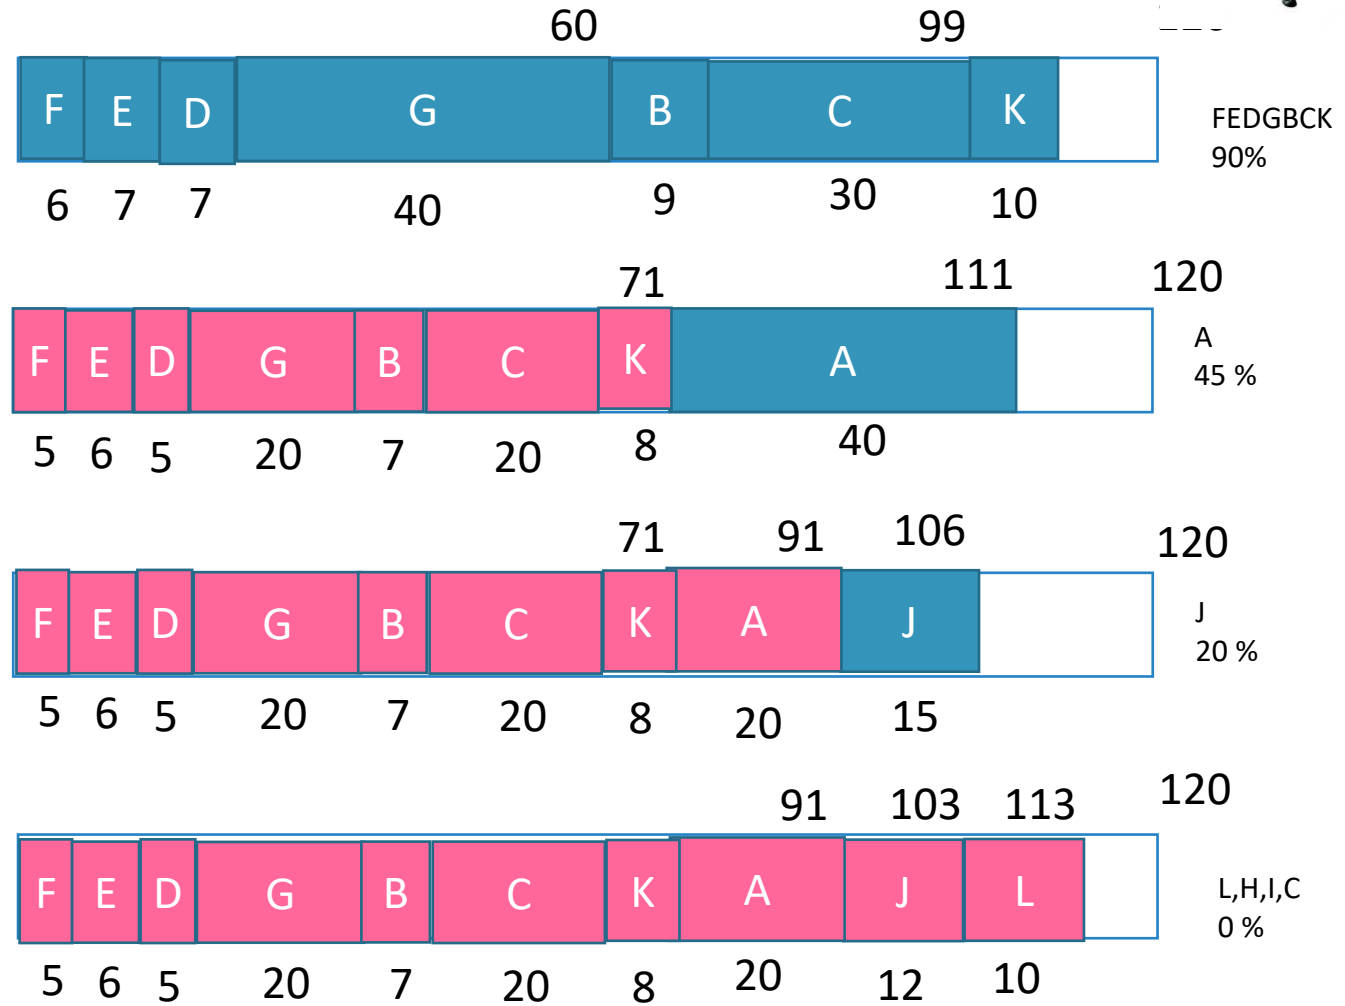 60 99
F E D G B C K
6 7 7 40 9 30 10
FEDGBCK
90%
71 111 120
F E D G B C K A
5 6 5 20 7 20 8 40
A
45 %
71 91 106 120
F E D G B C K A J
5 6 5 20 7 20 8 20 15
J
20 %
91 103 113 120
F E D G B C K A J L
5 6 5 20 7 20 8 20 12 10
L,H,I,C
0 %